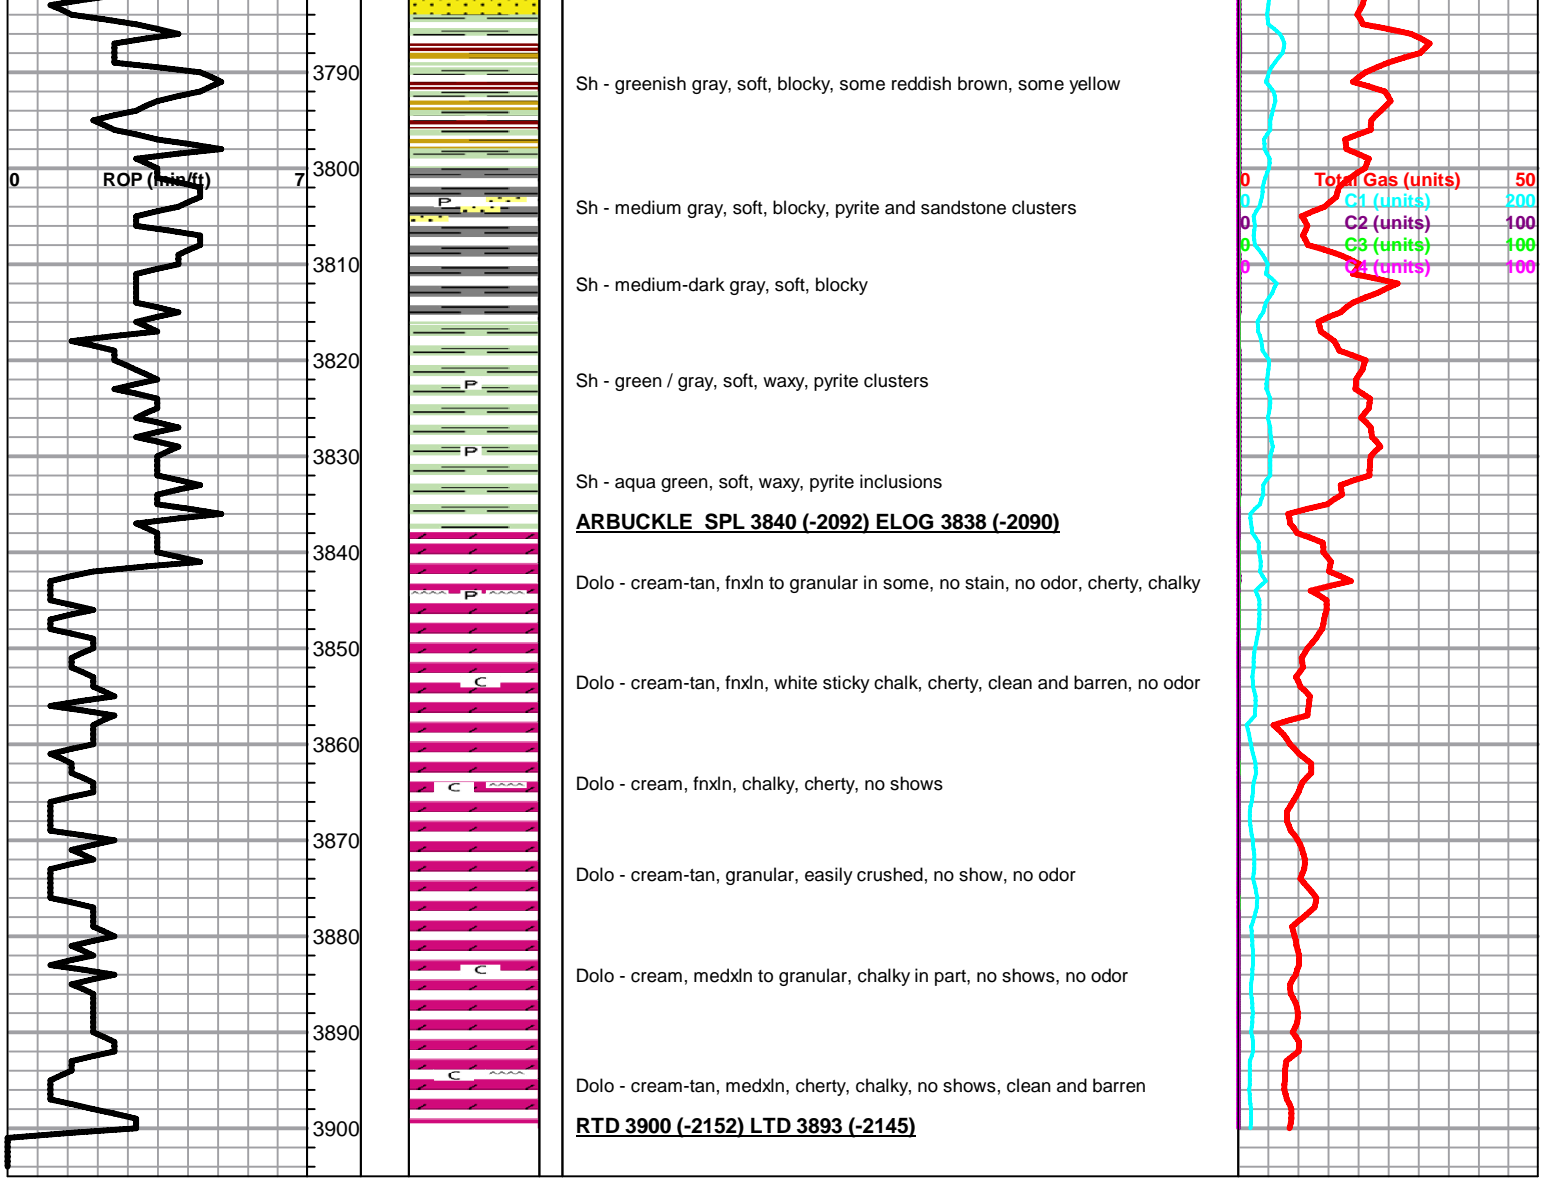 3790
Sh - greenish gray, soft, blocky, some reddish brown, some yellow
3800
0 ROP (min/ft) 7
0 Total Gas (units) 50
0 C1 (units) 200
P
Sh - medium gray, soft, blocky, pyrite and sandstone clusters
0 C2 (units) 100
0 C3 (units) 100
3810
0 C4 (units) 100
Sh - medium-dark gray, soft, blocky
3820
Sh - green / gray, soft, waxy, pyrite clusters
P
3830
P
Sh - aqua green, soft, waxy, pyrite inclusions
ARBUCKLE SPL 3840 (-2092) ELOG 3838 (-2090)
3840
Dolo - cream-tan, fnxln to granular in some, no stain, no odor, cherty, chalky
P
3850
Dolo - cream-tan, fnxln, white sticky chalk, cherty, clean and barren, no odor
C
3860
Dolo - cream, fnxln, chalky, cherty, no shows
C
3870
Dolo - cream-tan, granular, easily crushed, no show, no odor
3880
C
Dolo - cream, medxln to granular, chalky in part, no shows, no odor
3890
C
Dolo - cream-tan, medxln, cherty, chalky, no shows, clean and barren
3900
RTD 3900 (-2152) LTD 3893 (-2145)